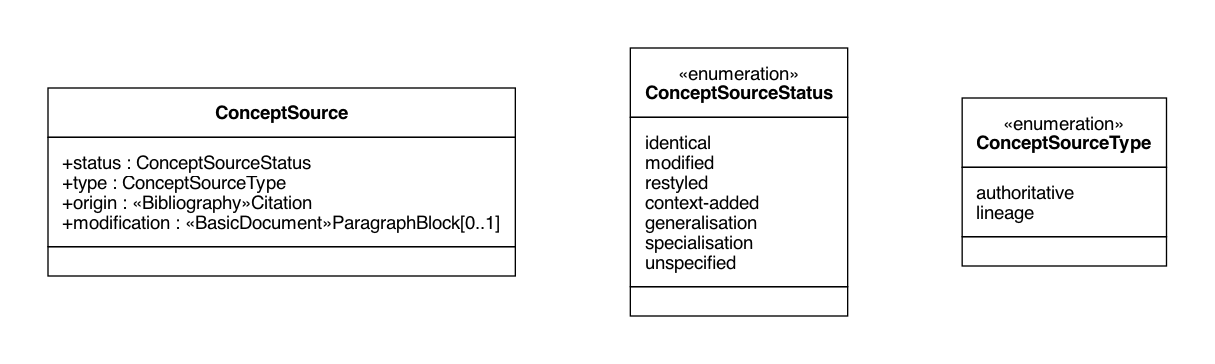 ConceptSource
+status : ConceptSourceStatus
+type : ConceptSourceType
+origin : «Bibliography»Citation
+modification : «BasicDocument»ParagraphBlock[0..1]
«enumeration»
ConceptSourceStatus
identical
modified
restyled
context-added
generalisation
specialisation
unspecified
«enumeration»
ConceptSourceType
authoritative
lineage